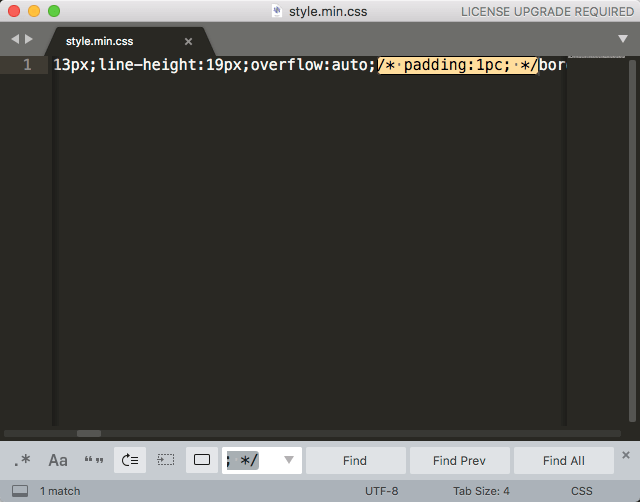 style.min.css
LICENSE UPGRADE REQUIRED
style.min.css
1 13px;line-height:19px;overflow:auto;/* padding:1pc; */bor
.* Aa “” ; */ Find Find Prev Find All
1 match UTF-8 Tab Size: 4 CSS